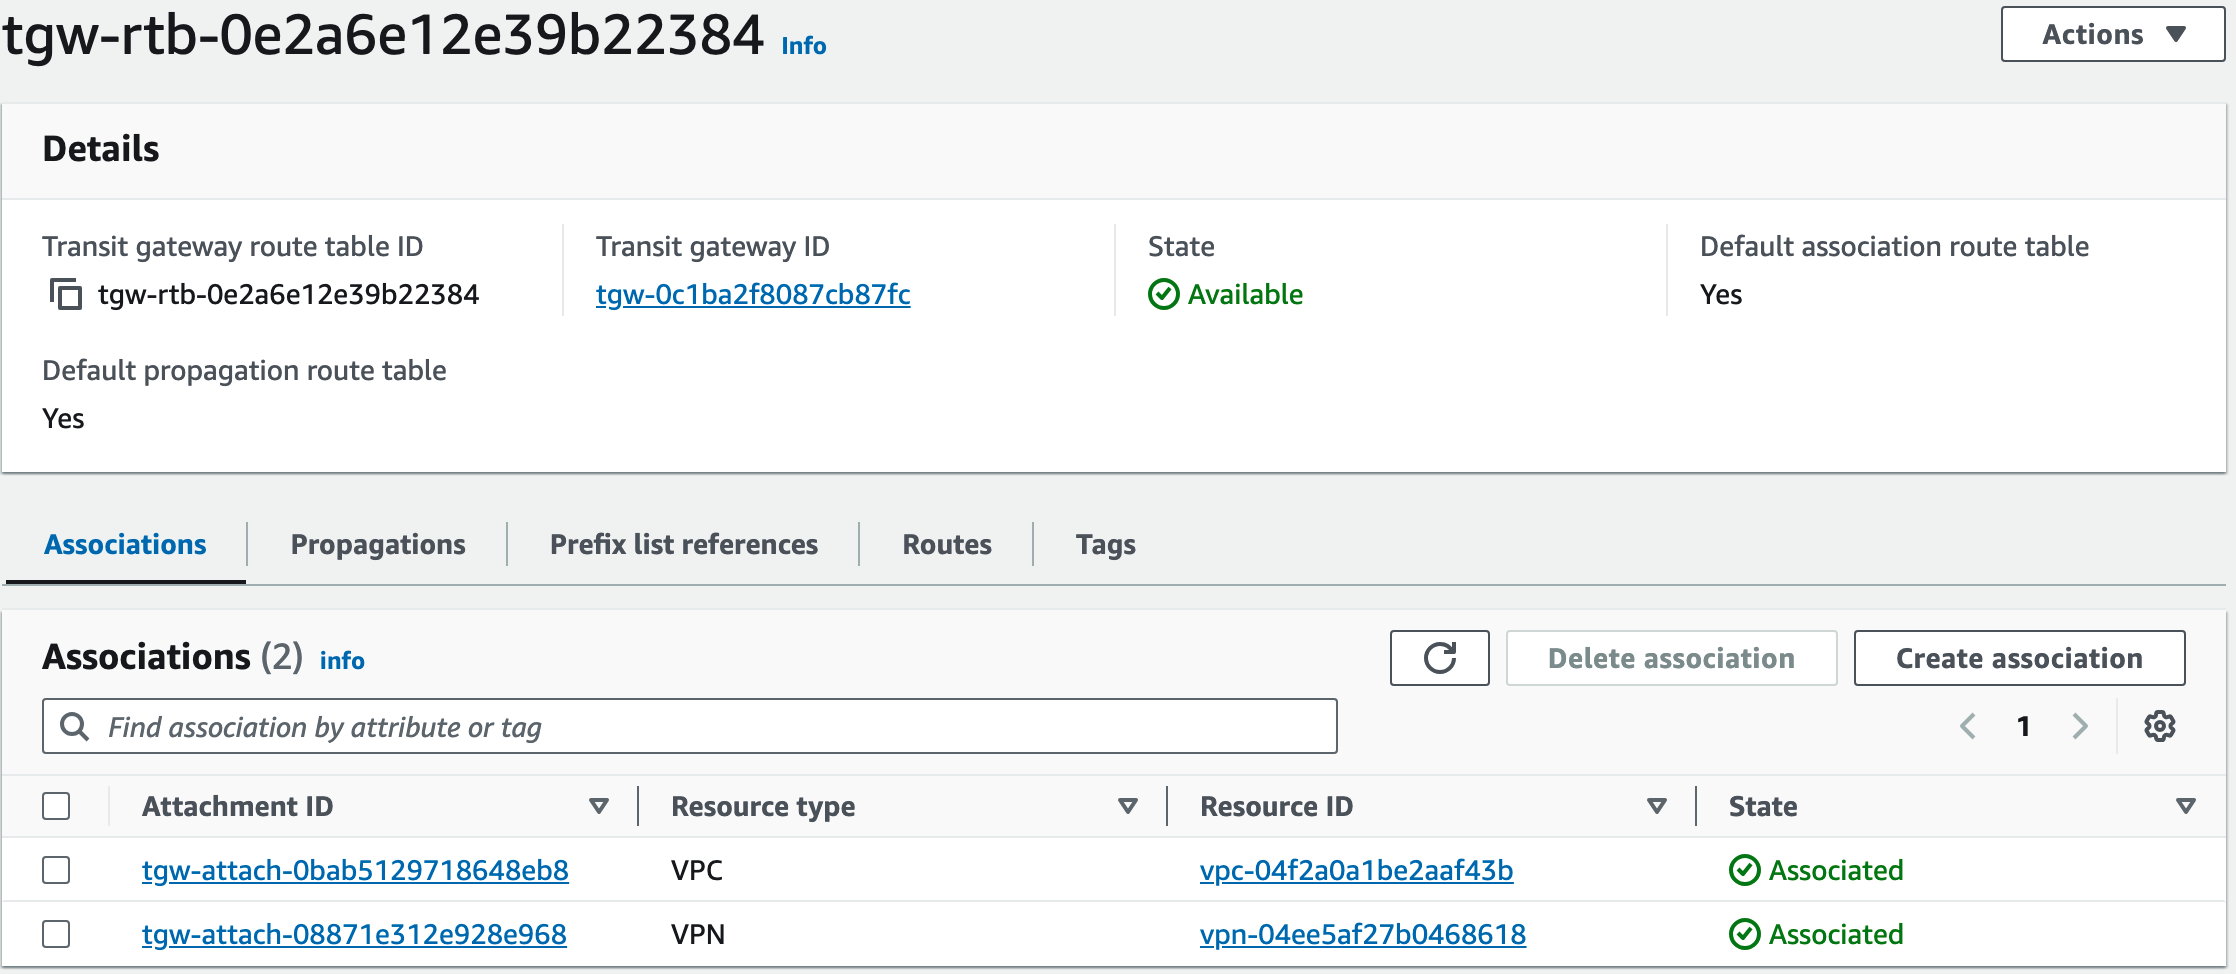 tgw-rtb-0e2a6e12e39b22384 Info
Actions
Details
Transit gateway route table ID
tgw-rtb-0e2a6e12e39b22384
Transit gateway ID
tgw-0c1ba2f8087cb87fc
State
Available
Default association route table
Yes
Default propagation route table
Yes
Associations
Propagations
Prefix list references
Routes
Tags
Associations (2) info
Delete association
Create association
Find association by attribute or tag
1
Attachment ID Resource type Resource ID State
tgw-attach-0bab5129718648eb8 VPC vpc-04f2a0a1be2aaf43b Associated
tgw-attach-08871e312e928e968 VPN vpn-04ee5af27b0468618 Associated